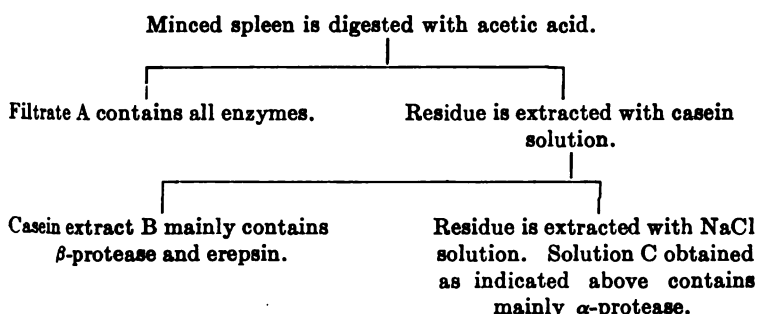 Minced spleen is digested with acetic acid.
Filtrate A contains all enzymes.
Residue is extracted with casein
solution.
Casein extract B mainly contains
β-protease and erepsin.
Residue is extracted with NaCl
solution. Solution C obtained
as indicated above contains
mainly α-protease.